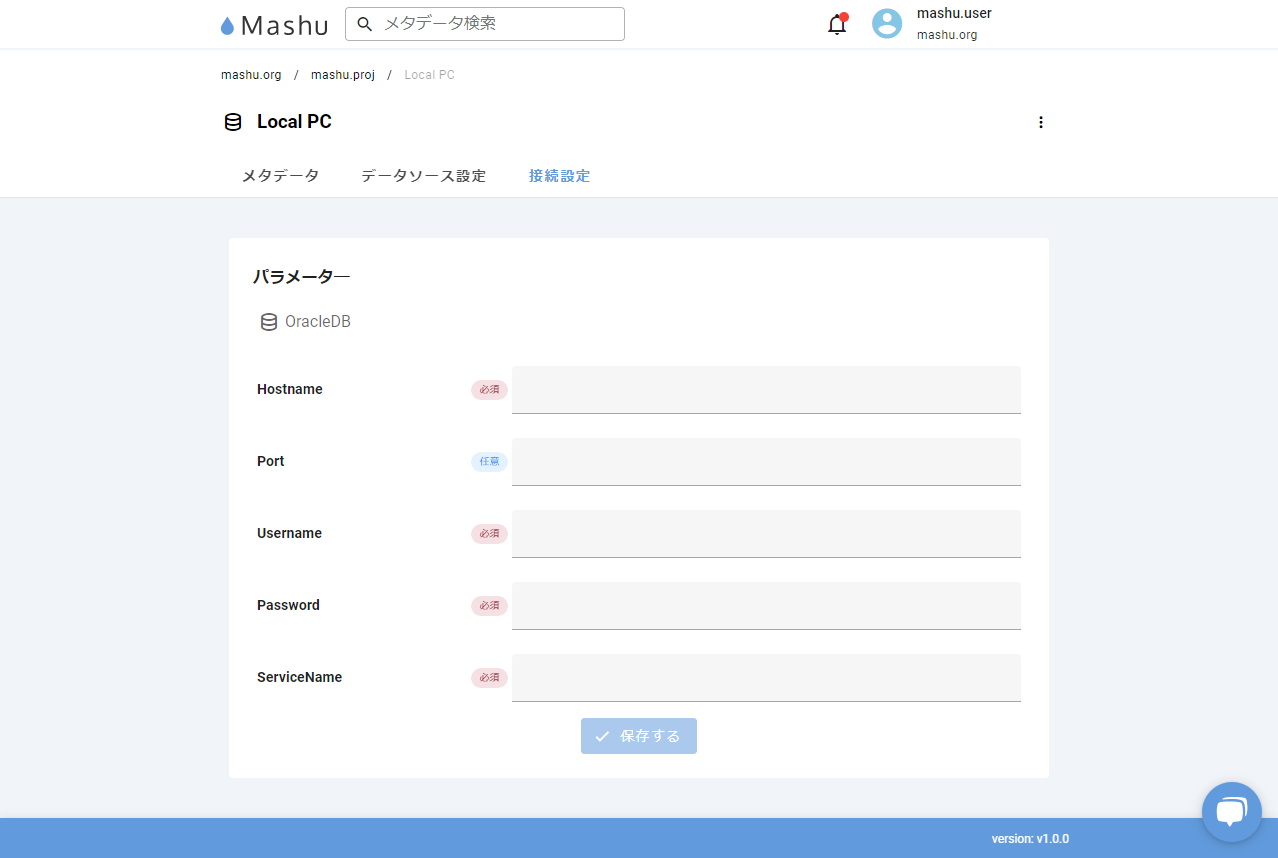 Mashu
メタデータ検索
mashu.user
mashu.org
mashu.org / mashu.proj / Local PC
Local PC
メタデータ データソース設定 接続設定
パラメーター
OracleDB
Hostname 必須
Port 任意
Username 必須
Password 必須
ServiceName 必須
保存する
version: v1.0.0